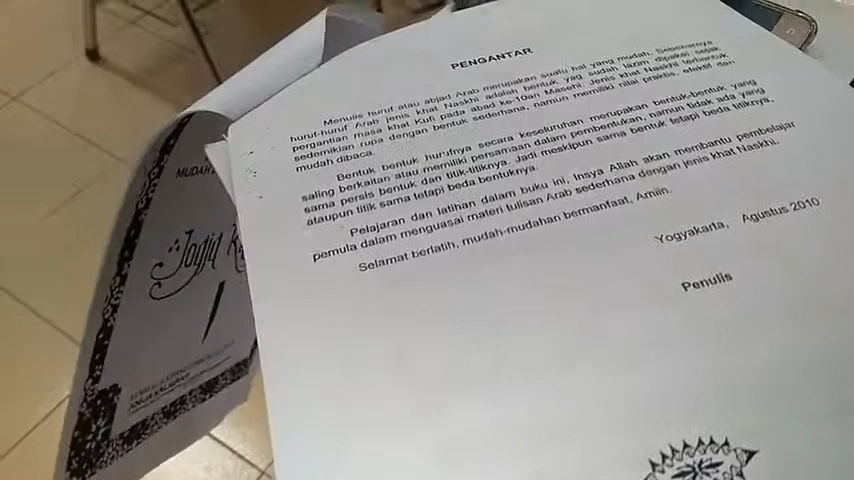 PENGANTAR
Menulis huruf atau abjad Arab merupakan suatu hal yang mudah. Sebenarnya
huruf-huruf Arab jenis khat Naskhi adalah bentuk yang sudah lazim dipakai sejak
pergantian masa khat Kufi pada abad ke-10an Masehi. Jenis khat Naskhi terbentuk
sedemikian rupa dengan bentuk sederhana, namun memiliki nilai praktis, efektif dan
mudah dibaca.
Bentuk bentuk hurufnya secara keseluruhan merupakan bentuk-bentuk yang
saling berkaitan atau memiliki persamaan dalam pembentukan, namun tidak ada yang
sama persis bentuk dan titik-titiknya. Jadi meskipun sama bentuk tetapi beda titiknya,
ataupun titik sama tetapi beda bentuknya.
Pelajaran dan latihan dalam buku ini, Insya Allah akan membantu pembelajar
pemula dalam menguasai materi tulisan Arab sederhana dengan jenis khat Naskhi.
Selamat berlatih, mudah-mudahan bermanfaat, Amiin.
Yogyakarta, Agustus 2010
Penulis
MUDAH
Jogja